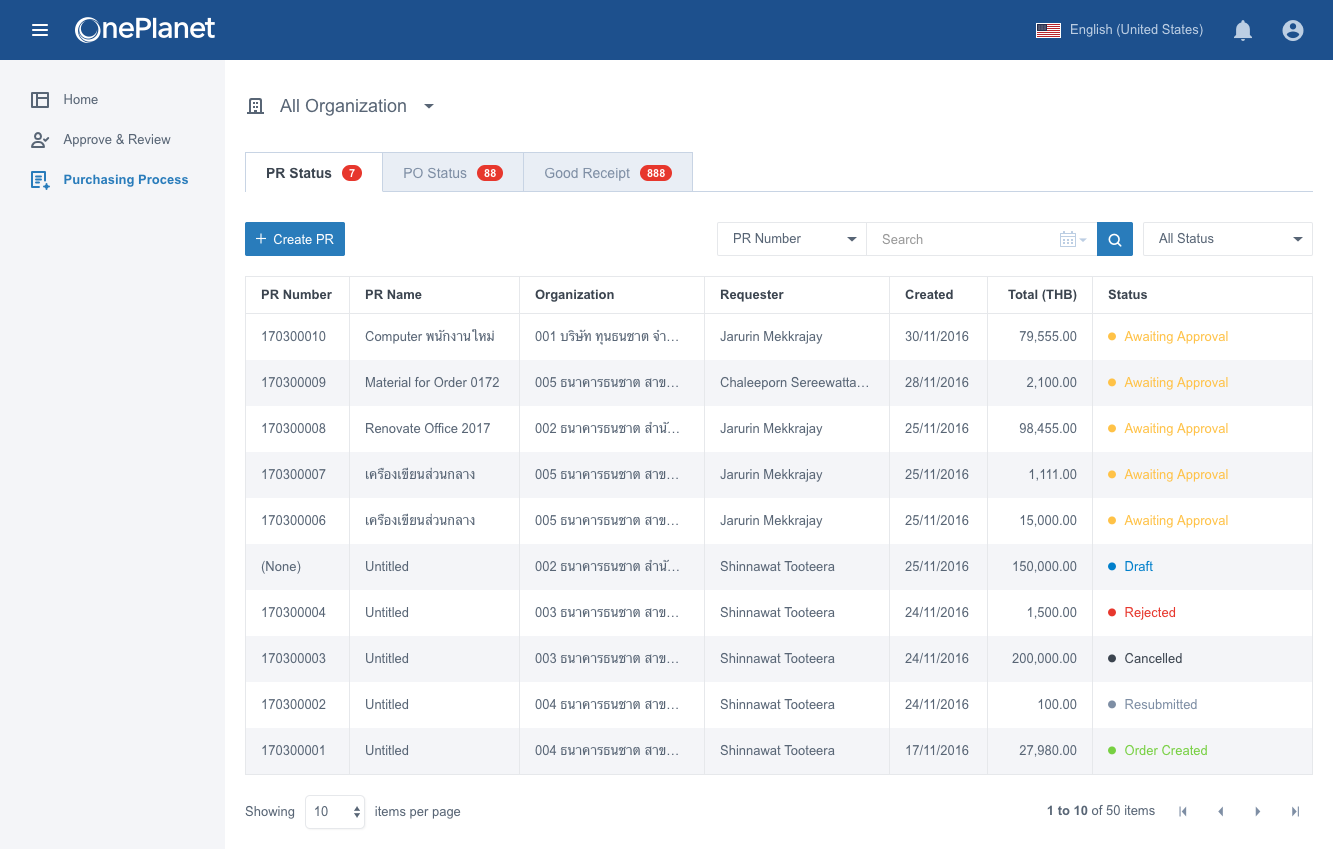 OnePlanet
English (United States)
Home
Approve & Review
Purchasing Process
All Organization
PR Status 7
PO Status 88
Good Receipt 888
+ Create PR
PR Number
Search
All Status
PR Number PR Name Organization Requester Created Total (THB) Status
170300010 Computer พนักงานใหม่ 001 บริษัท ทุนธนชาต จำ… Jarurin Mekkrajay 30/11/2016 79,555.00 Awaiting Approval
170300009 Material for Order 0172 005 ธนาคารธนชาต สาข… Chaleeporn Sereewatta… 28/11/2016 2,100.00 Awaiting Approval
170300008 Renovate Office 2017 002 ธนาคารธนชาต สำนั… Jarurin Mekkrajay 25/11/2016 98,455.00 Awaiting Approval
170300007 เครื่องเขียนส่วนกลาง 005 ธนาคารธนชาต สาข… Jarurin Mekkrajay 25/11/2016 1,111.00 Awaiting Approval
170300006 เครื่องเขียนส่วนกลาง 005 ธนาคารธนชาต สาข… Jarurin Mekkrajay 25/11/2016 15,000.00 Awaiting Approval
(None) Untitled 002 ธนาคารธนชาต สำนั… Shinnawat Tooteera 25/11/2016 150,000.00 Draft
170300004 Untitled 003 ธนาคารธนชาต สาข… Shinnawat Tooteera 24/11/2016 1,500.00 Rejected
170300003 Untitled 003 ธนาคารธนชาต สาข… Shinnawat Tooteera 24/11/2016 200,000.00 Cancelled
170300002 Untitled 004 ธนาคารธนชาต สาข… Shinnawat Tooteera 24/11/2016 100.00 Resubmitted
170300001 Untitled 004 ธนาคารธนชาต สาข… Shinnawat Tooteera 17/11/2016 27,980.00 Order Created
Showing 10 items per page
1 to 10 of 50 items